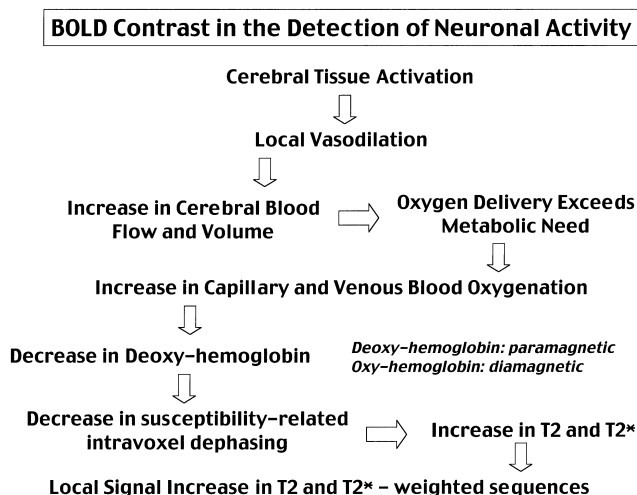 BOLD Contrast in the Detection of Neuronal Activity
Cerebral Tissue Activation
Local Vasodilation
Increase in Cerebral Blood
Flow and Volume
Oxygen Delivery Exceeds
Metabolic Need
Increase in Capillary and Venous Blood Oxygenation
Decrease in Deoxy-hemoglobin
Deoxy-hemoglobin: paramagnetic
Oxy-hemoglobin: diamagnetic
Decrease in susceptibility-related
intravoxel dephasing
Increase in T2 and T2*
Local Signal Increase in T2 and T2* - weighted sequences